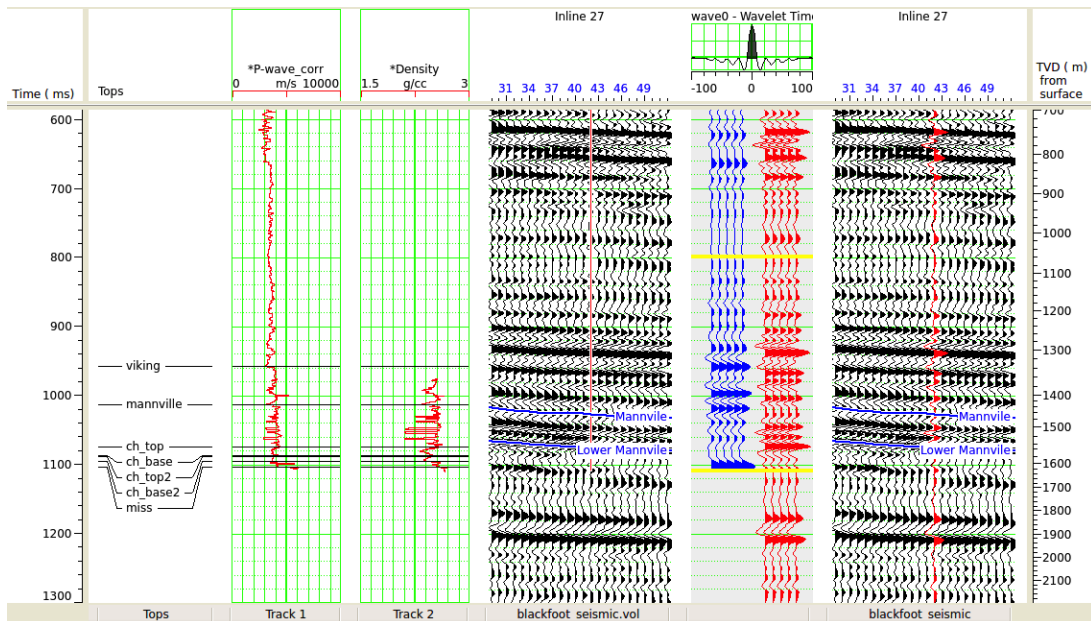 Inline 27
wave0 - Wavelet Time
Inline 27
*P-wave_corr
0 m/s 10000
*Density
1.5 g/cc 3
31 34 37 40 43 46 49
-100 0 100
31 34 37 40 43 46 49
TVD ( m)
from
surface
Time ( ms)
Tops
600
700
800
900
1000
1100
1200
1300
viking
mannville
ch_top
ch_base
ch_top2
ch_base2
miss
Mannvile
Lower Mannvile
Mannvile
Lower Mannvile
700
800
900
1000
1100
1200
1300
1400
1500
1600
1700
1800
1900
2000
2100
Tops
Track 1
Track 2
blackfoot_seismic.vol
blackfoot_seismic